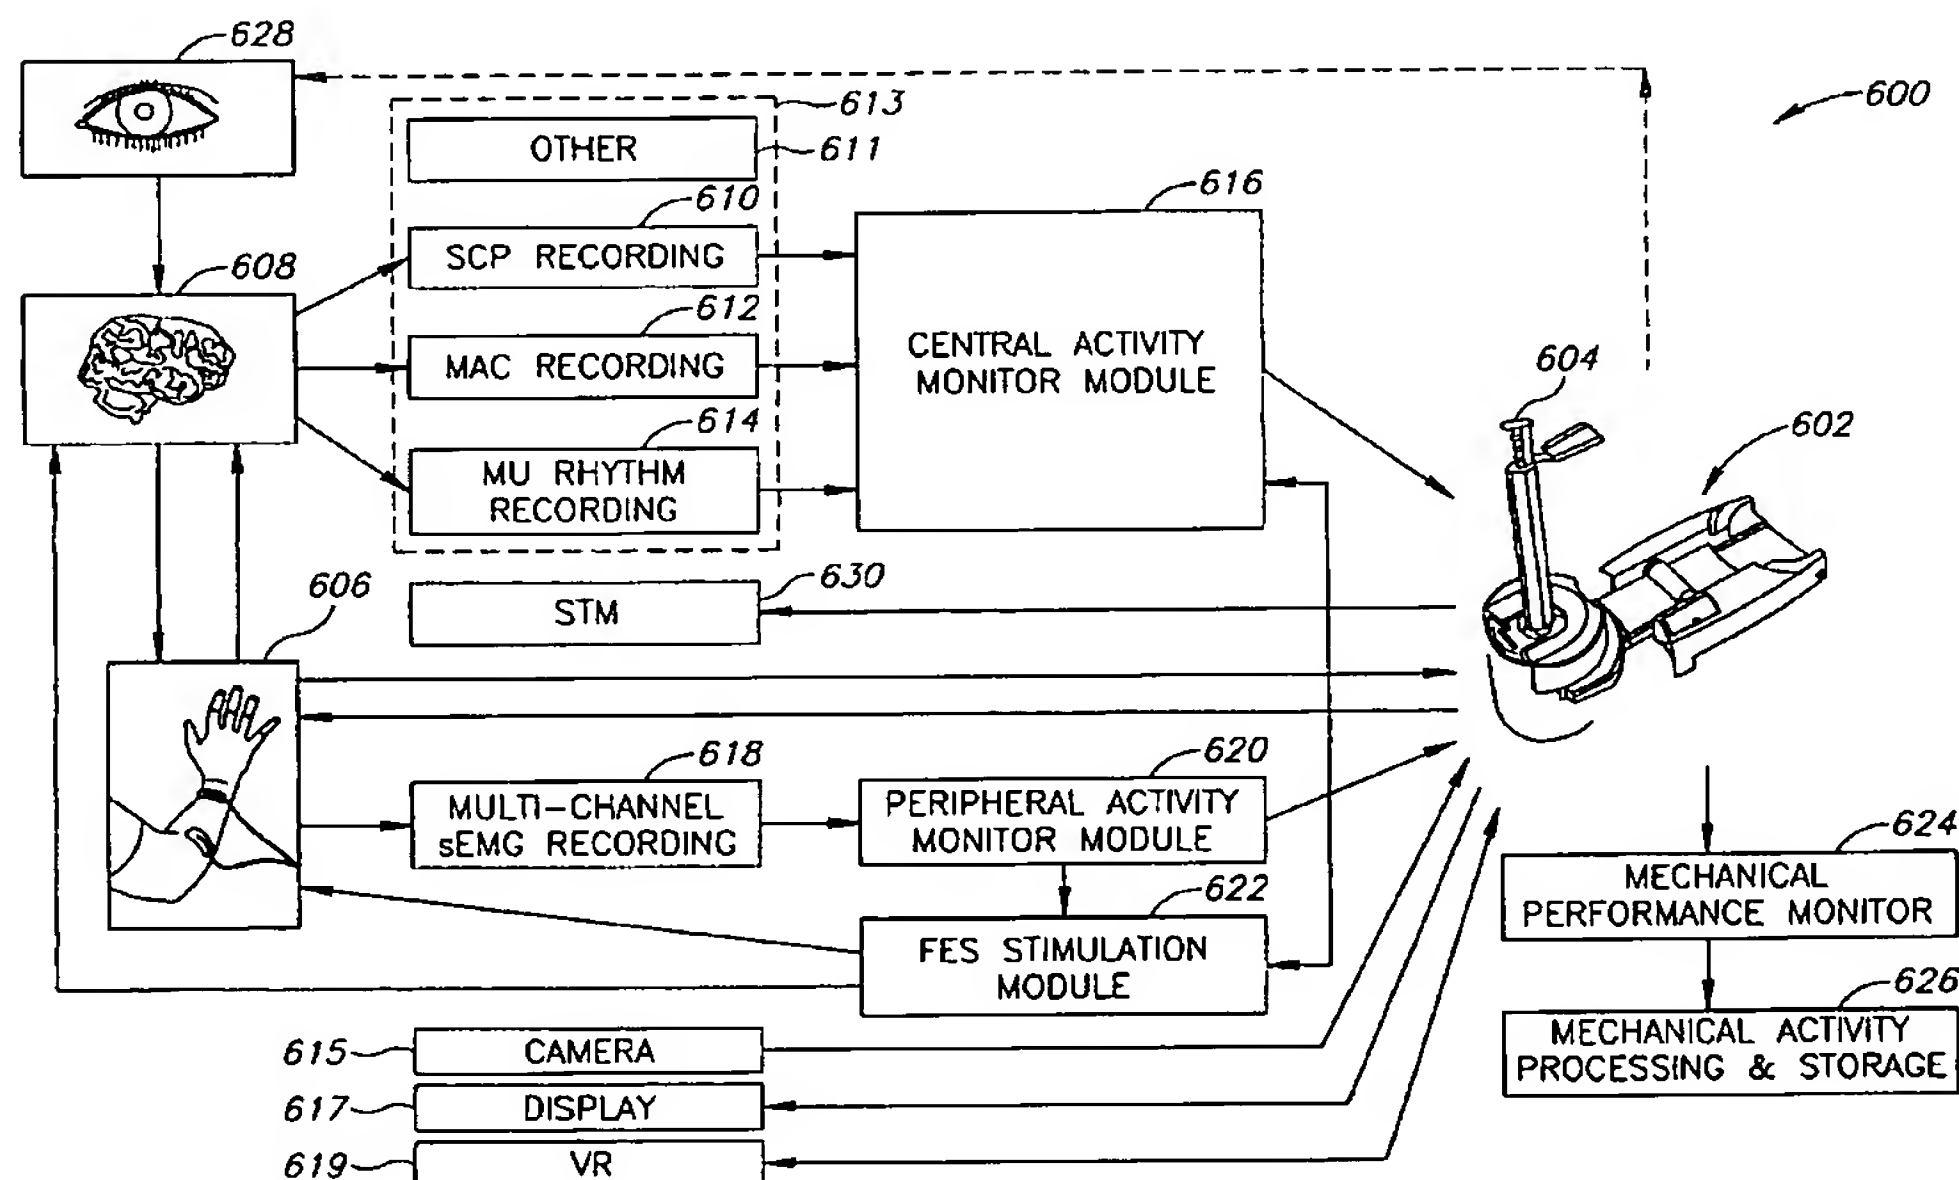 628
600
613
OTHER
611
616
610
SCP RECORDING
608
612
MAC RECORDING
CENTRAL ACTIVITY
MONITOR MODULE
604
602
614
MU RHYTHM
RECORDING
606
630
STM
618
MULTI-CHANNEL
sEMG RECORDING
620
PERIPHERAL ACTIVITY
MONITOR MODULE
624
MECHANICAL
PERFORMANCE MONITOR
622
FES STIMULATION
MODULE
626
MECHANICAL ACTIVITY
PROCESSING & STORAGE
615
CAMERA
617
DISPLAY
619
VR